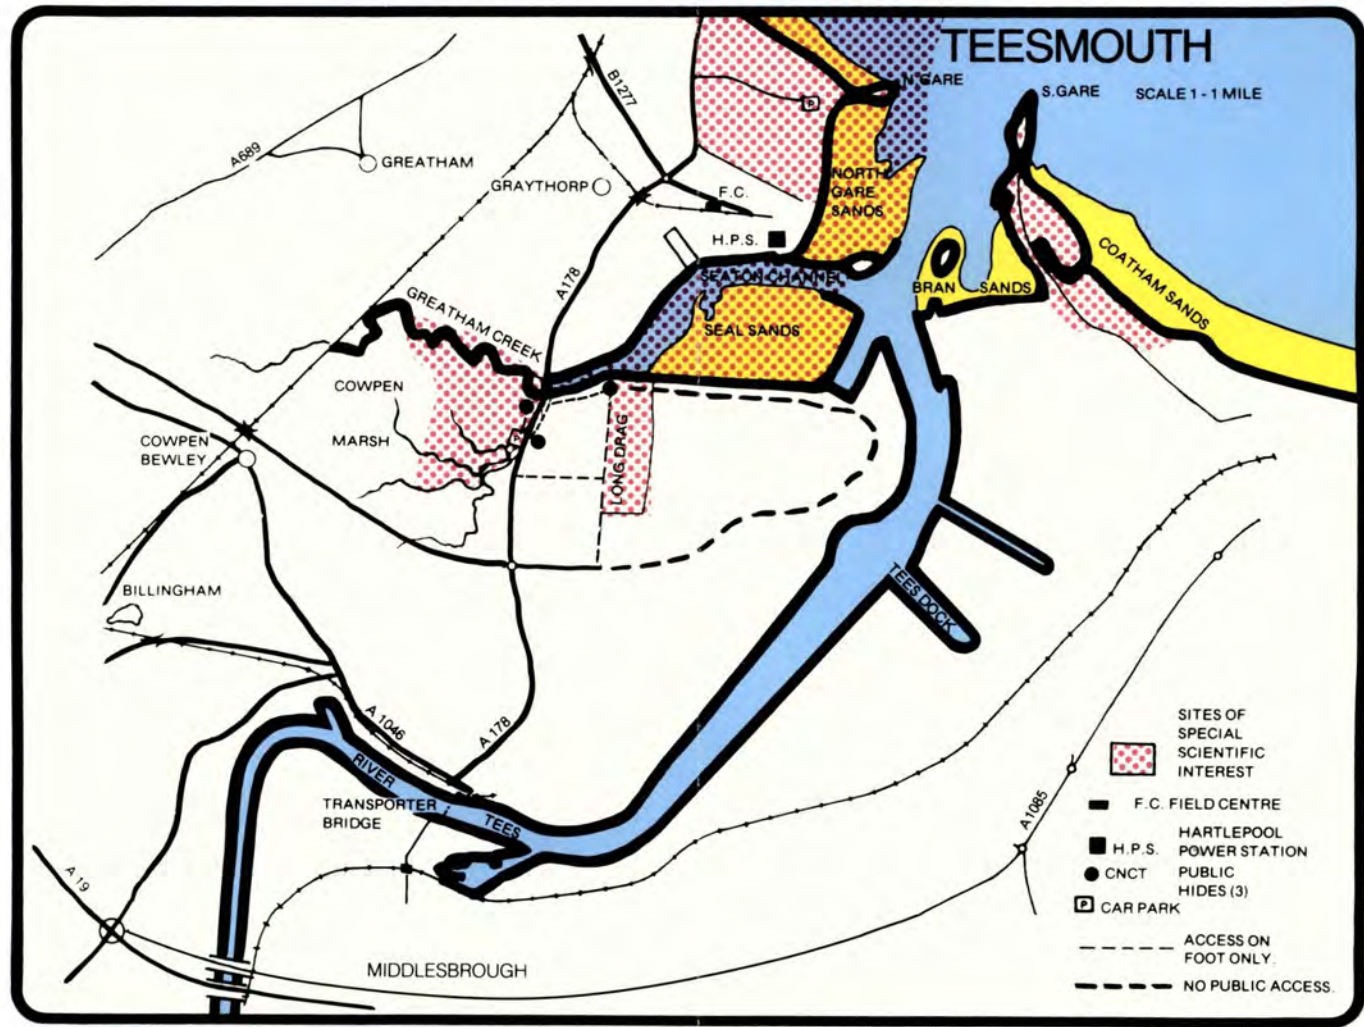 TEESMOUTH
N.GARE
S.GARE
SCALE 1 - 1 MILE
B1277
A689
GREATHAM
GRAYTHORP
F.C.
NORTH
GARE
SANDS
H.P.S.
COATHAM SANDS
SEATON CHANNEL
A178
BRAN SANDS
GREATHAM CREEK
SEAL SANDS
COWPEN
MARSH
COWPEN
BEWLEY
LONG DRAG
P
P
BILLINGHAM
TEES DOCK
A 1046
A 178
RIVER
TEES
TRANSPORTER
BRIDGE
A 19
MIDDLESBROUGH
A1085
SITES OF
SPECIAL
SCIENTIFIC
INTEREST
F.C. FIELD CENTRE
H.P.S. HARTLEPOOL
POWER STATION
CNCT PUBLIC
HIDES (3)
P CAR PARK
ACCESS ON
FOOT ONLY.
NO PUBLIC ACCESS.